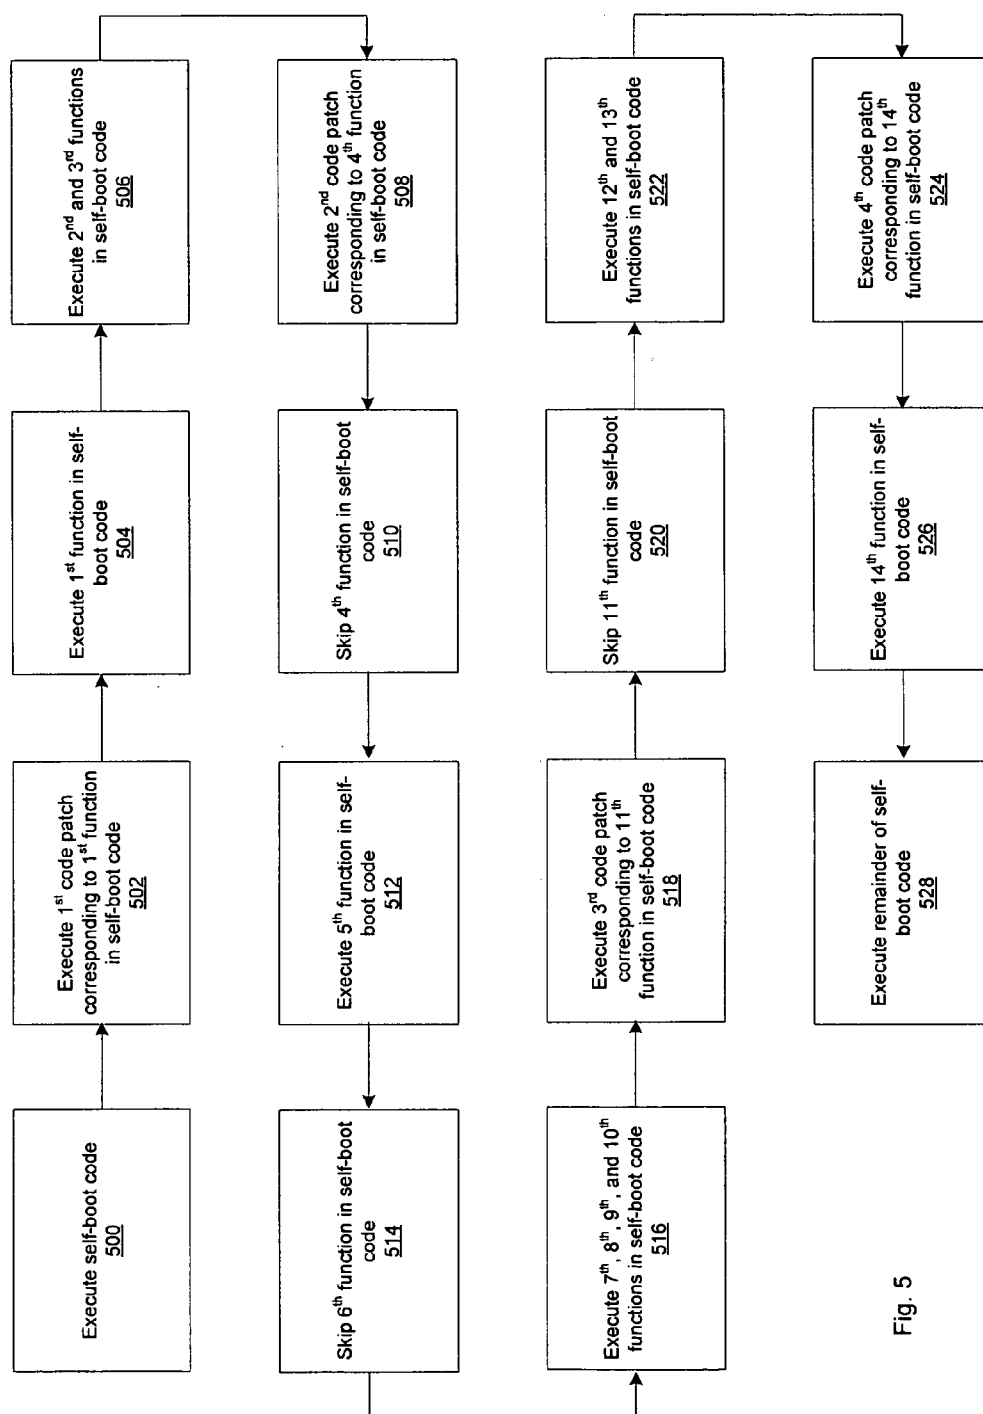 Execute self-boot code
500
Execute 1st code patch
corresponding to 1st function
in self-boot code
502
Execute 1st function in self-
boot code
504
Execute 2nd and 3rd functions
in self-boot code
506
Execute 2nd code patch
corresponding to 4th function
in self-boot code
508
Skip 4th function in self-boot
code
510
Execute 5th function in self-
boot code
512
Skip 6th function in self-boot
code
514
Execute 7th, 8th, 9th, and 10th
functions in self-boot code
516
Execute 3rd code patch
corresponding to 11th
function in self-boot code
518
Skip 11th function in self-boot
code
520
Execute 12th and 13th
functions in self-boot code
522
Execute 4th code patch
corresponding to 14th
function in self-boot code
524
Execute 14th function in self-
boot code
526
Execute remainder of self-
boot code
528
Fig. 5